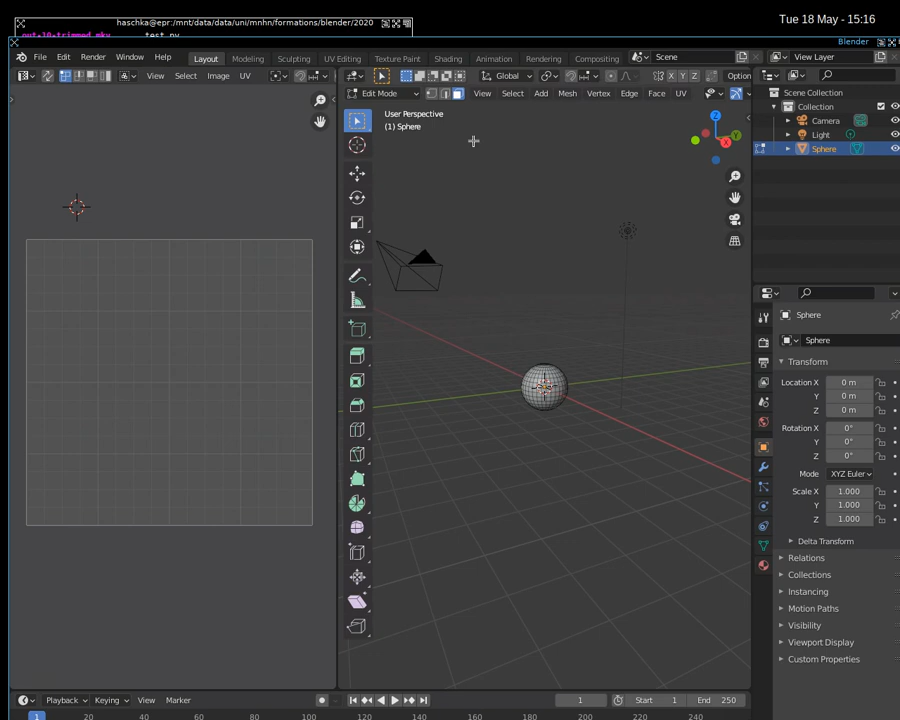 Tue 18 May - 15:16
haschka@epr:/mnt/data/data/uni/mnhn/formations/blender/2020
out-10-trimmed.mkv test.py
Blender
File Edit Render Window Help Layout Modeling Sculpting UV Editing Texture Paint Shading Animation Rendering Compositing Scene View Layer
View Select Image UV Global X Y Z Option
Edit Mode View Select Add Mesh Vertex Edge Face UV
User Perspective
(1) Sphere
Z
Y
X
Scene Collection
Collection
Camera
Light
Sphere
Sphere
Sphere
Transform
Location X 0 m
Y 0 m
Z 0 m
Rotation X 0°
Y 0°
Z 0°
Mode XYZ Euler
Scale X 1.000
Y 1.000
Z 1.000
Delta Transform
Relations
Collections
Instancing
Motion Paths
Visibility
Viewport Display
Custom Properties
Playback Keying View Marker 1 Start 1 End 250
1 20 40 60 80 100 120 140 160 180 200 220 240